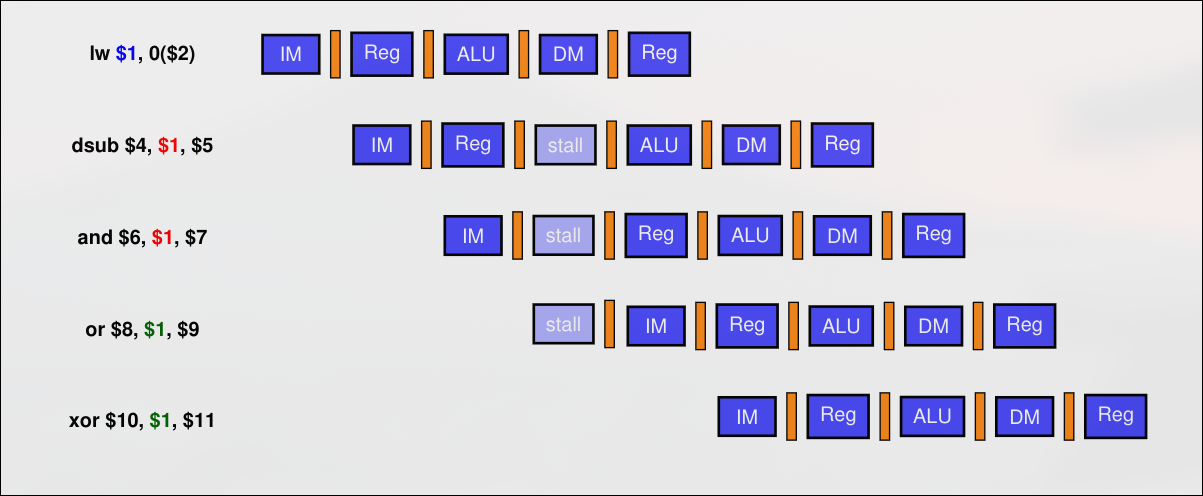 lw $1, 0($2) IM Reg ALU DM Reg
dsub $4, $1, $5 IM Reg stall ALU DM Reg
and $6, $1, $7 IM stall Reg ALU DM Reg
or $8, $1, $9 stall IM Reg ALU DM Reg
xor $10, $1, $11 IM Reg ALU DM Reg